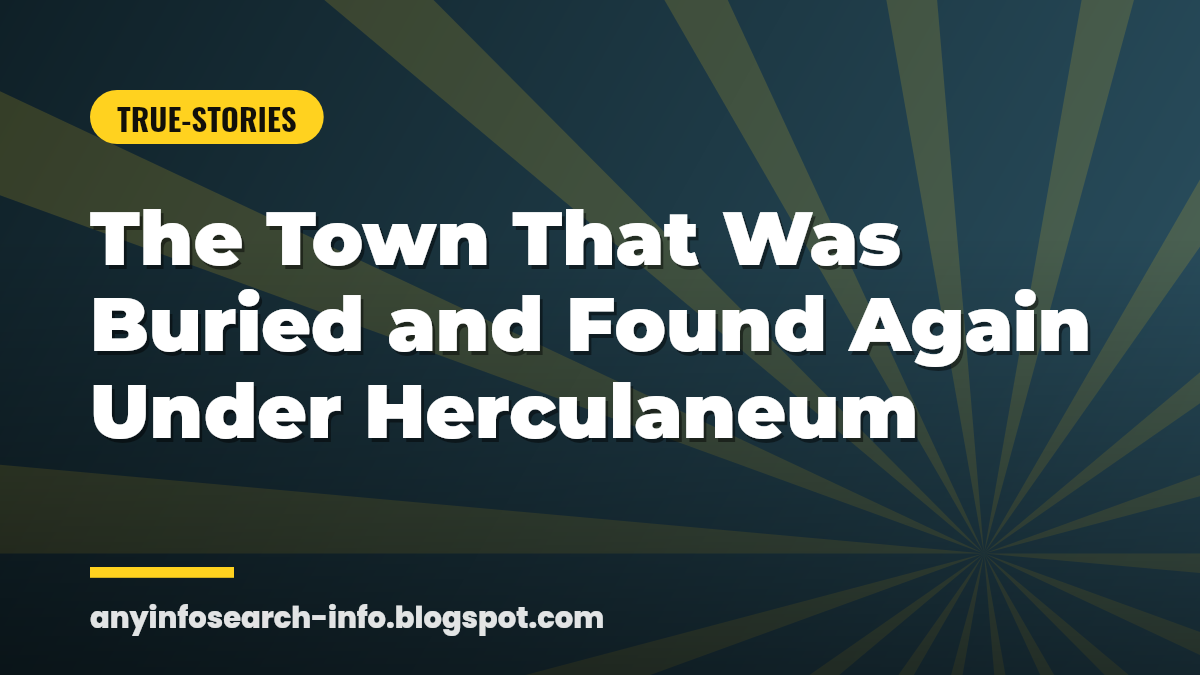 TRUE-STORIES
The Town That Was
Buried and Found Again
Under Herculaneum
anyinfosearch-info.blogspot.com